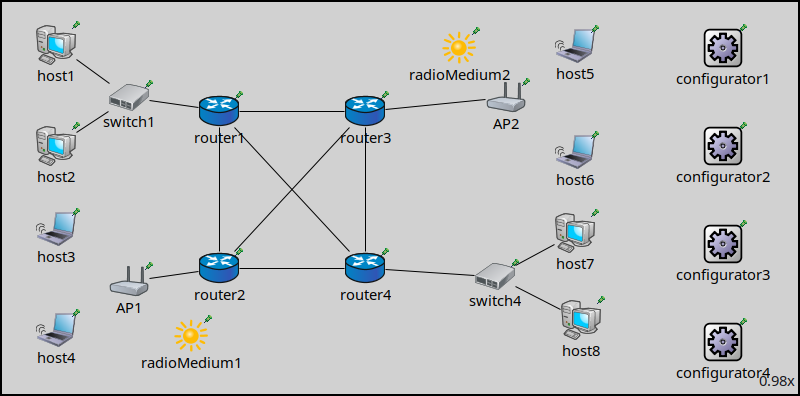 radioMedium2
host1
host5
configurator1
switch1
AP2
router1
router3
host2
host6
configurator2
host3
host7
configurator3
AP1
router2
router4
switch4
host4
radioMedium1
host8
configurator4
0.98x